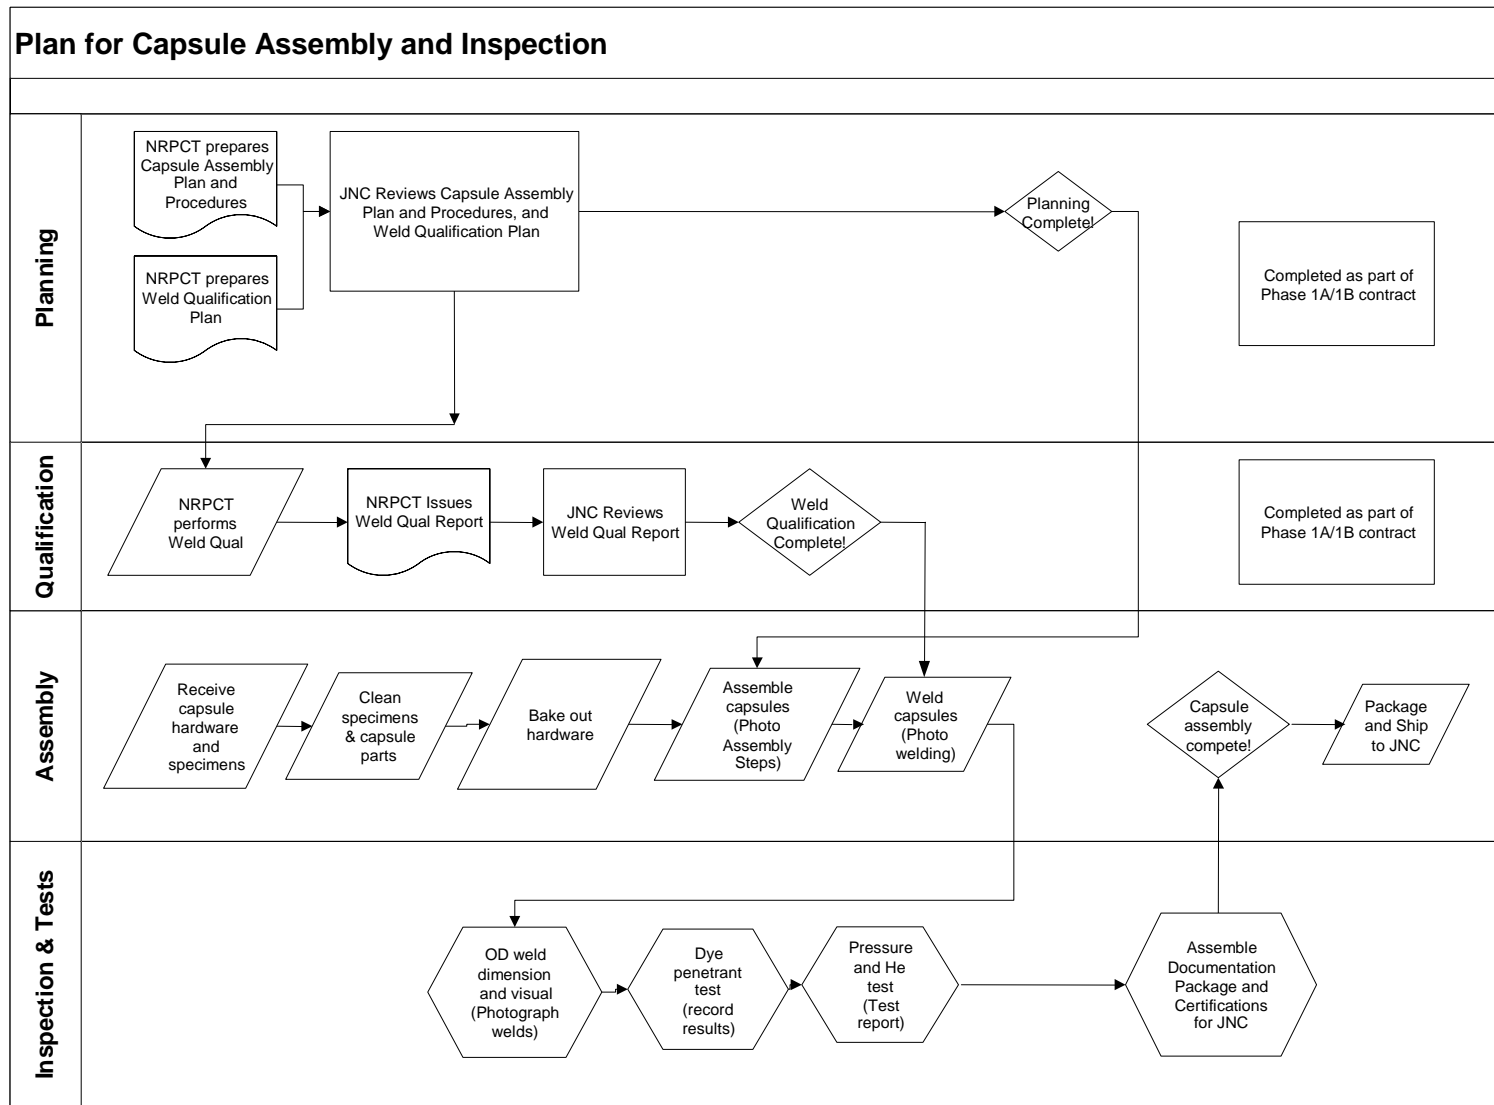 Plan for Capsule Assembly and Inspection
Planning
NRPCT prepares
Capsule Assembly
Plan and
Procedures
JNC Reviews Capsule Assembly
Plan and Procedures, and
Weld Qualification Plan
Planning
Complete!
NRPCT prepares
Weld Qualification
Plan
Completed as part of
Phase 1A/1B contract
Qualification
NRPCT
performs
Weld Qual
NRPCT Issues
Weld Qual Report
JNC Reviews
Weld Qual Report
Weld
Qualification
Complete!
Completed as part of
Phase 1A/1B contract
Assembly
Receive
capsule
hardware
and
specimens
Clean
specimens
& capsule
parts
Bake out
hardware
Assemble
capsules
(Photo
Assembly
Steps)
Weld
capsules
(Photo
welding)
Capsule
assembly
compete!
Package
and Ship
to JNC
Inspection & Tests
OD weld
dimension
and visual
(Photograph
welds)
Dye
penetrant
test
(record
results)
Pressure
and He
test
(Test
report)
Assemble
Documentation
Package and
Certifications
for JNC